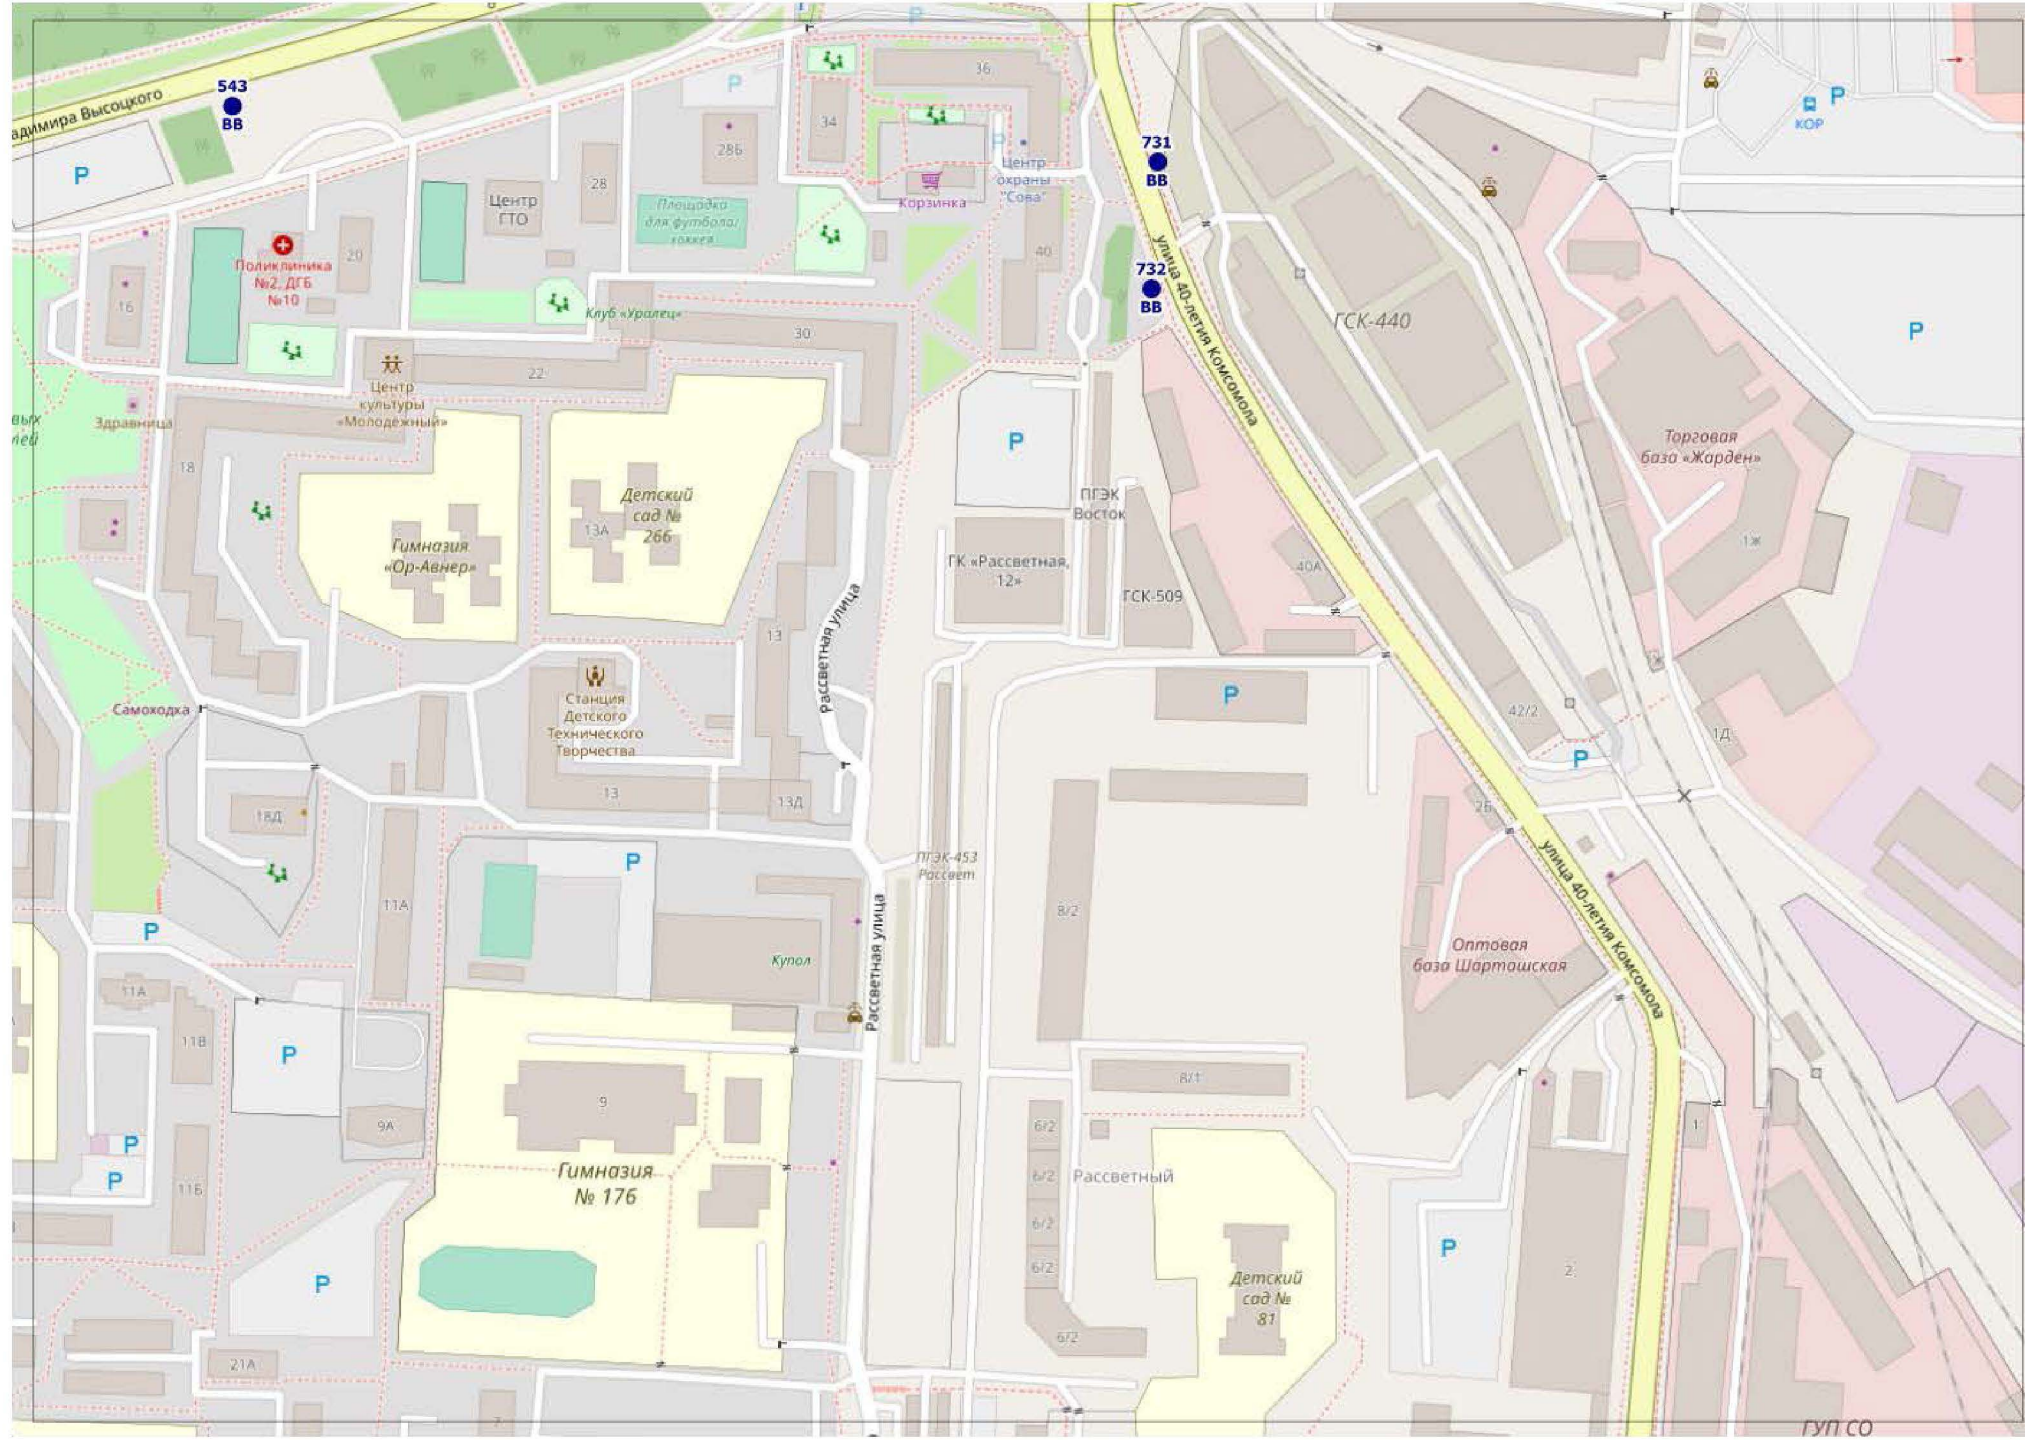 543
ВВ
адимира Высоцкого
P
P
36
34
28Б
P
731
ВВ
Центр
охраны
"Сова"
Корзинка
P
КОР
Центр
ГТО
28
Площадка
для футбола/
хоккея
20
Поликлиника
№2, ДГБ
№10
16
40
732
ВВ
улица 40-летия Комсомола
ГСК-440
P
Клуб «Уралец»
30
22
Центр
культуры
«Молодёжный»
Здравница
вых
лей
18
P
Торговая
база «Жарден»
1Ж
Детский
сад №
266
13А
Гимназия
«Ор-Авнер»
ПГЭК
Восток
ГК «Рассветная,
12»
ГСК-509
40А
13
Рассветная улица
Станция
Детского
Технического
Творчества
Самоходка
P
42/2
1Д
P
13
13Д
18Д
2Б
P
ПГЭК-453
Рассвет
улица 40-летия Комсомола
11А
8/2
P
Купол
Рассветная улица
Оптовая
база Шарташская
11А
11В
P
8/1
9
9А
6/2
1
P
P
11Б
Гимназия
№ 176
6/2
Рассветный
6/2
6/2
P
P
2
Детский
сад №
81
6/2
21А
7
ГУП СО